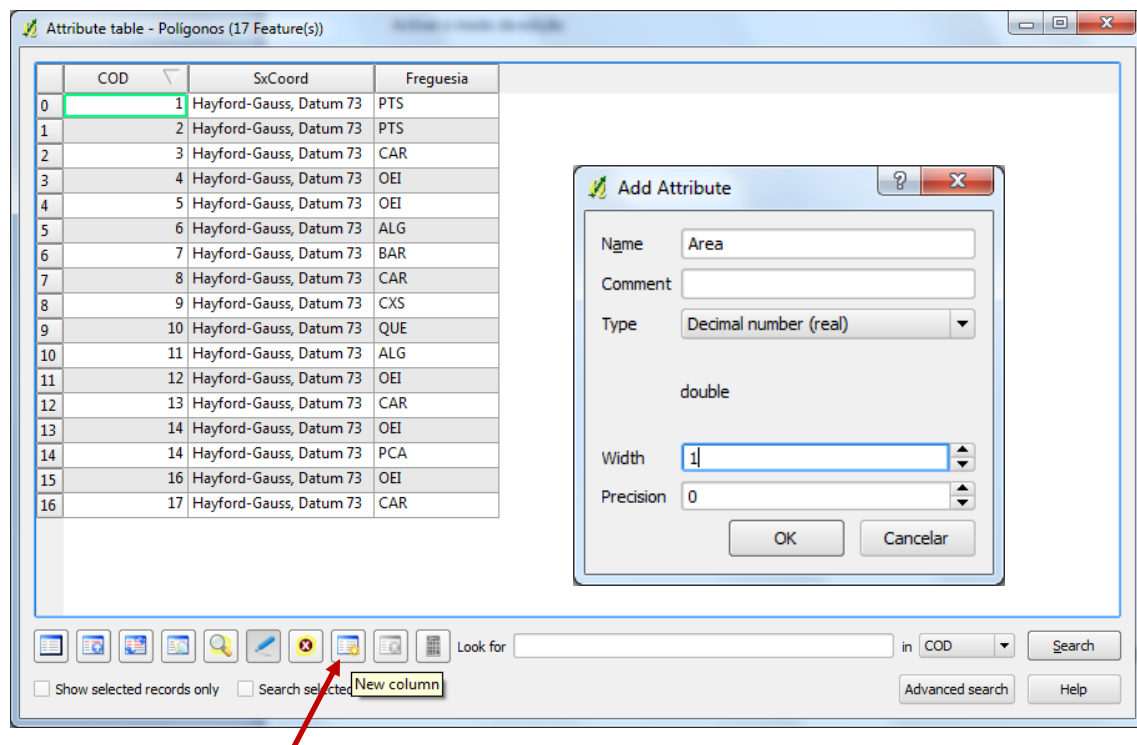 Attribute table - Polígonos (17 Feature(s))
COD SxCoord Freguesia
0 1 Hayford-Gauss, Datum 73 PTS
1 2 Hayford-Gauss, Datum 73 PTS
2 3 Hayford-Gauss, Datum 73 CAR
3 4 Hayford-Gauss, Datum 73 OEI
4 5 Hayford-Gauss, Datum 73 OEI
5 6 Hayford-Gauss, Datum 73 ALG
6 7 Hayford-Gauss, Datum 73 BAR
7 8 Hayford-Gauss, Datum 73 CAR
8 9 Hayford-Gauss, Datum 73 CXS
9 10 Hayford-Gauss, Datum 73 QUE
10 11 Hayford-Gauss, Datum 73 ALG
11 12 Hayford-Gauss, Datum 73 OEI
12 13 Hayford-Gauss, Datum 73 CAR
13 14 Hayford-Gauss, Datum 73 OEI
14 14 Hayford-Gauss, Datum 73 PCA
15 16 Hayford-Gauss, Datum 73 OEI
16 17 Hayford-Gauss, Datum 73 CAR
Add Attribute
Name Area
Comment
Type Decimal number (real)
double
Width 1
Precision 0
OK Cancelar
Look for in COD Search
Show selected records only Search selected
New column
Advanced search Help